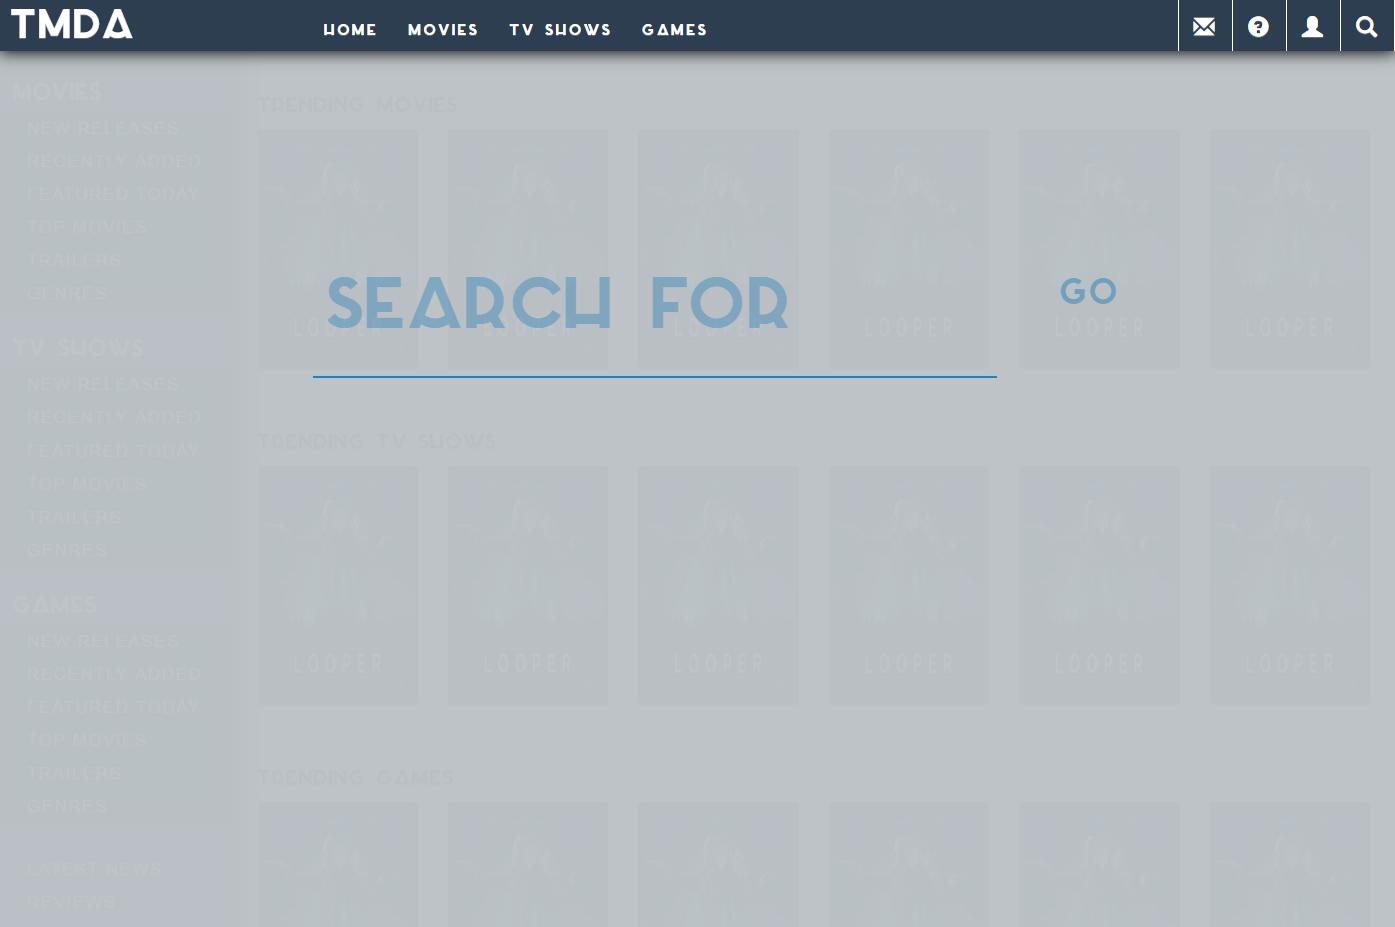 TMDA
HOME MOVIES TV SHOWS GAMES
MOVIES
NEW RELEASES
RECENTLY ADDED
FEATURED TODAY
TOP MOVIES
TRAILERS
GENRES
TV SHOWS
NEW RELEASES
RECENTLY ADDED
FEATURED TODAY
TOP MOVIES
TRAILERS
GENRES
GAMES
NEW RELEASES
RECENTLY ADDED
FEATURED TODAY
TOP MOVIES
TRAILERS
GENRES
LATEST NEWS
REVIEWS
TRENDING MOVIES
SEARCH FOR GO
LOOPER LOOPER LOOPER LOOPER LOOPER LOOPER
TRENDING TV SHOWS
LOOPER LOOPER LOOPER LOOPER LOOPER LOOPER
TRENDING GAMES